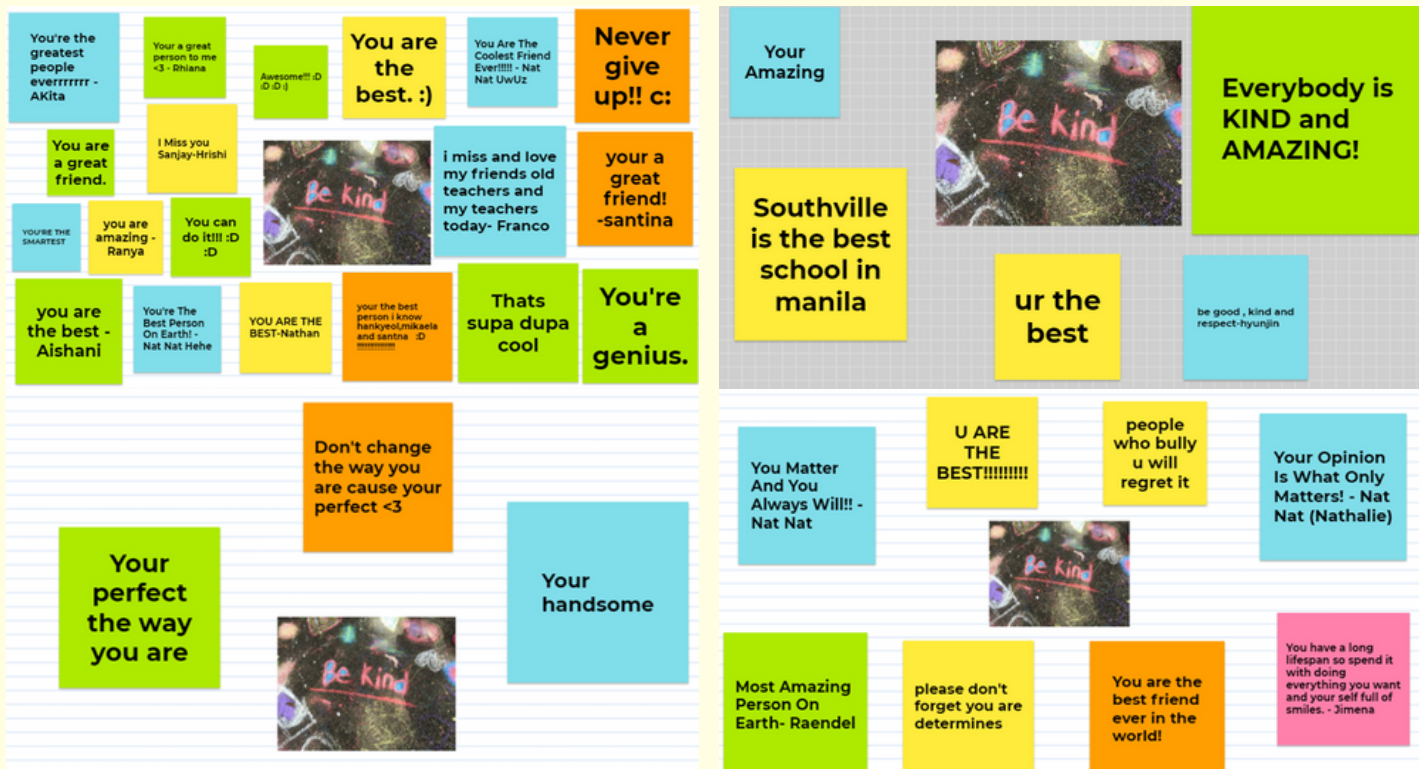 You're the
greatest
people
everrrrrrr -
AKita
Your a great
person to me
<3 - Rhiana
Awesome!!! :D
:D :D :)
You are
the
best. :)
You Are The
Coolest Friend
Ever!!!!! - Nat
Nat UwUz
Never
give
up!! c:
You are
a great
friend.
I Miss you
Sanjay-Hrishi
Be Kind
i miss and love
my friends old
teachers and
my teachers
today- Franco
your a
great
friend!
-santina
YOU'RE THE
SMARTEST
you are
amazing -
Ranya
You can
do it!!! :D
:D
you are
the best -
Aishani
You're The
Best Person
On Earth! -
Nat Nat Hehe
YOU ARE THE
BEST-Nathan
your the best
person i know
hankyeol,mikaela
and santna :D
!!!!!!!!!!!!!!
Thats
supa dupa
cool
You're
a
genius.
Your
Amazing
Be Kind
Everybody is
KIND and
AMAZING!
Southville
is the best
school in
manila
ur the
best
be good , kind and
respect-hyunjin
Don't change
the way you
are cause your
perfect <3
Your
perfect
the way
you are
Your
handsome
Be Kind
You Matter
And You
Always Will!! -
Nat Nat
U ARE
THE
BEST!!!!!!!!!
people
who bully
u will
regret it
Your Opinion
Is What Only
Matters! - Nat
Nat (Nathalie)
Be Kind
Most Amazing
Person On
Earth- Raendel
please don't
forget you are
determines
You are the
best friend
ever in the
world!
You have a long
lifespan so spend it
with doing
everything you want
and your self full of
smiles. - Jimena